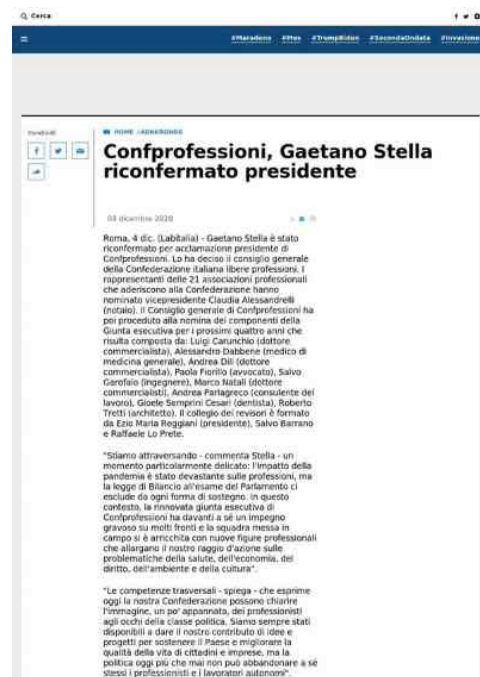 Cerca
#Maradona #Mes #TrumpBiden #SecondaOndata #Invasione
Condividi
HOME ›ADNKRONOS
Confprofessioni, Gaetano Stella
riconfermato presidente
04 dicembre 2020
Roma, 4 dic. (Labitalia) - Gaetano Stella è stato
riconfermato per acclamazione presidente di
Confprofessioni. Lo ha deciso il consiglio generale
della Confederazione italiana libere professioni. I
rappresentanti delle 21 associazioni professionali
che aderiscono alla Confederazione hanno
nominato vicepresidente Claudia Alessandrelli
(notaio). Il Consiglio generale di Confprofessioni ha
poi proceduto alla nomina dei componenti della
Giunta esecutiva per i prossimi quattro anni che
risulta composta da: Luigi Carunchio (dottore
commercialista), Alessandro Dabbene (medico di
medicina generale), Andrea Dili (dottore
commercialista), Paola Fiorillo (avvocato), Salvo
Garofalo (ingegnere), Marco Natali (dottore
commercialisti), Andrea Parlagreco (consulente del
lavoro), Gioele Semprini Cesari (dentista), Roberto
Tretti (architetto). Il collegio dei revisori è formato
da Ezio Maria Reggiani (presidente), Salvo Barrano
e Raffaele Lo Prete.
"Stiamo attraversando - commenta Stella - un
momento particolarmente delicato: l'impatto della
pandemia è stato devastante sulle professioni, ma
la legge di Bilancio all'esame del Parlamento ci
esclude da ogni forma di sostegno. In questo
contesto, la rinnovata giunta esecutiva di
Confprofessioni ha davanti a sé un impegno
gravoso su molti fronti e la squadra messa in
campo si è arricchita con nuove figure professionali
che allargano il nostro raggio d'azione sulle
problematiche della salute, dell'economia, del
diritto, dell'ambiente e della cultura".
"Le competenze trasversali - spiega - che esprime
oggi la nostra Confederazione possono chiarire
l'immagine, un po' appannata, dei professionisti
agli occhi della classe politica. Siamo sempre stati
disponibili a dare il nostro contributo di idee e
progetti per sostenere il Paese e migliorare la
qualità della vita di cittadini e imprese, ma la
politica oggi più che mai non può abbandonare a sé
stessi i professionisti e i lavoratori autonomi".